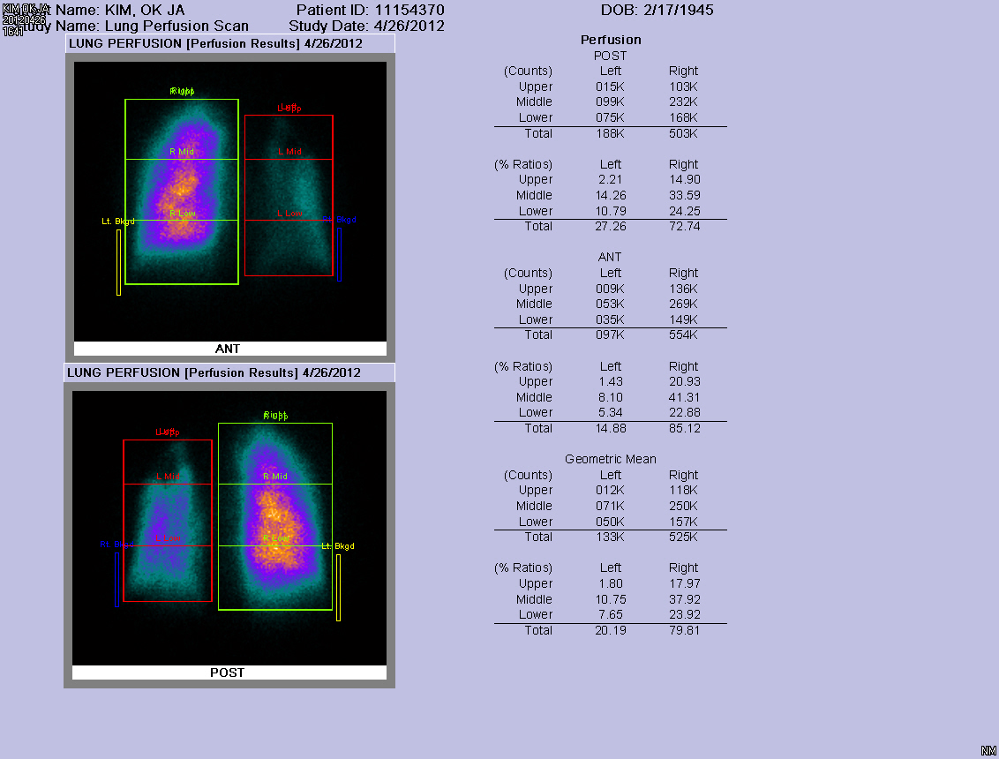 KIM, OK JA
20120426
1641
Patient Name: KIM, OK JA Patient ID: 11154370 DOB: 2/17/1945
Study Name: Lung Perfusion Scan Study Date: 4/26/2012
LUNG PERFUSION [Perfusion Results] 4/26/2012
Right
R Upp
Left
L Upp
R Mid
L Mid
R Low
L Low
Lt. Bkgd
Rt. Bkgd
ANT
LUNG PERFUSION [Perfusion Results] 4/26/2012
Right
R Upp
Left
L Upp
L Mid
R Mid
L Low
R Low
Rt. Bkgd
Lt. Bkgd
POST
Perfusion
POST
(Counts) Left Right
Upper 015K 103K
Middle 099K 232K
Lower 075K 168K
Total 188K 503K
(% Ratios) Left Right
Upper 2.21 14.90
Middle 14.26 33.59
Lower 10.79 24.25
Total 27.26 72.74
ANT
(Counts) Left Right
Upper 009K 136K
Middle 053K 269K
Lower 035K 149K
Total 097K 554K
(% Ratios) Left Right
Upper 1.43 20.93
Middle 8.10 41.31
Lower 5.34 22.88
Total 14.88 85.12
Geometric Mean
(Counts) Left Right
Upper 012K 118K
Middle 071K 250K
Lower 050K 157K
Total 133K 525K
(% Ratios) Left Right
Upper 1.80 17.97
Middle 10.75 37.92
Lower 7.65 23.92
Total 20.19 79.81
NM